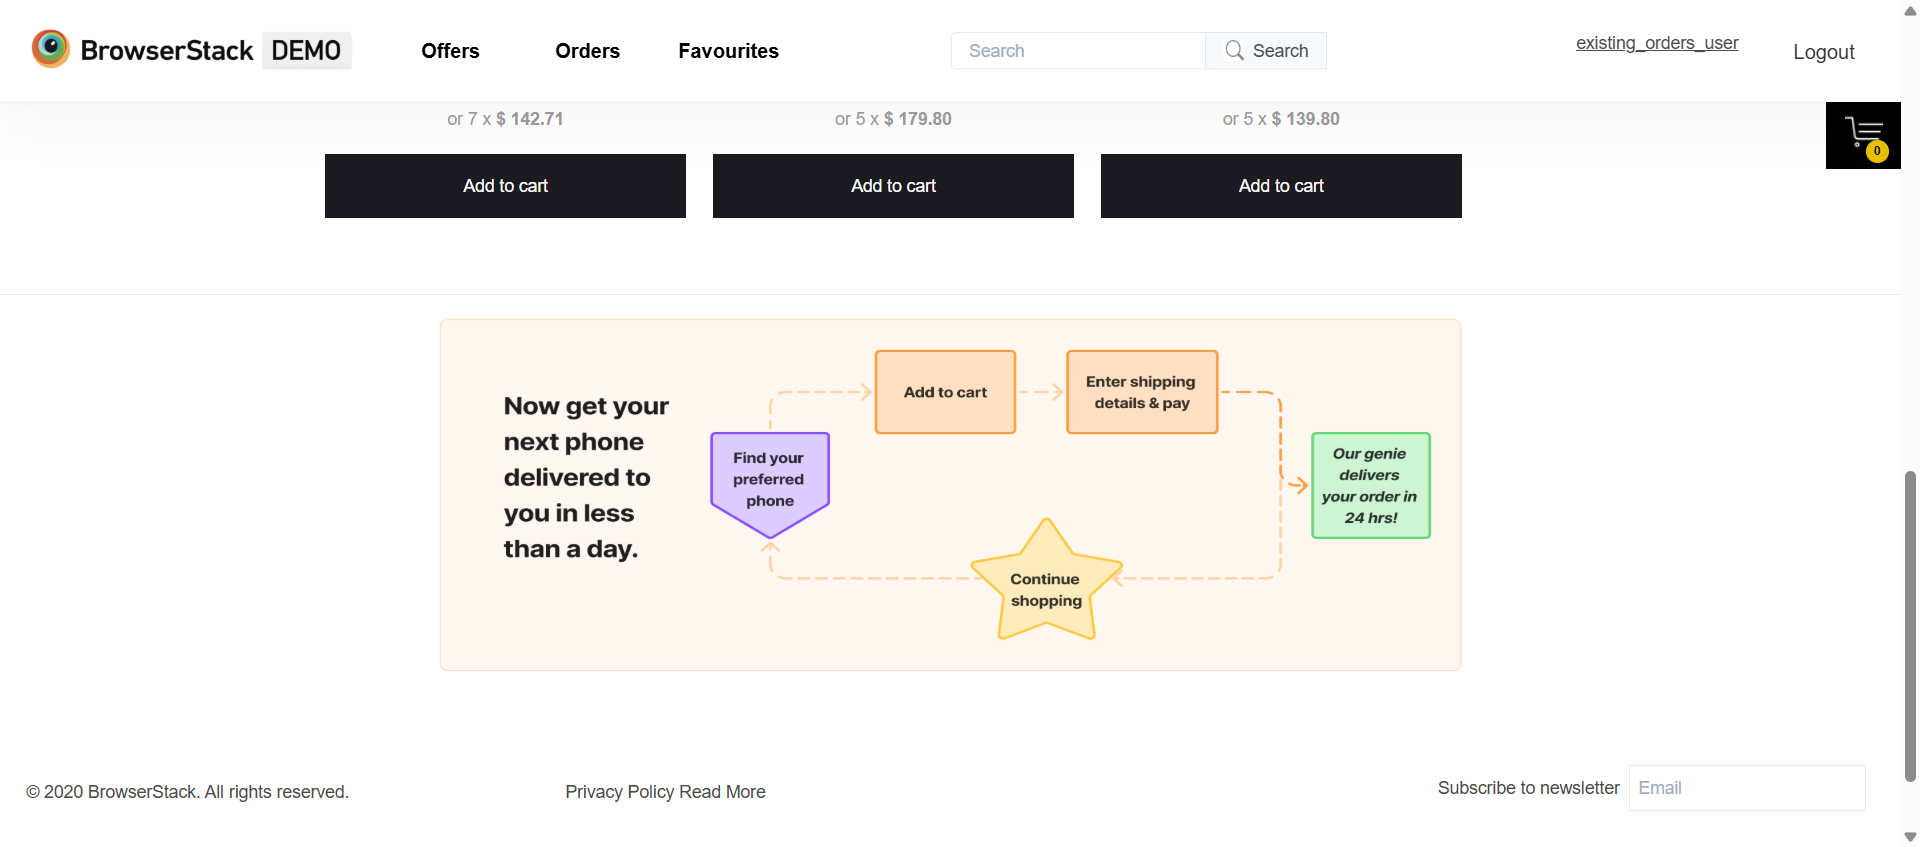 BrowserStack DEMO
Offers
Orders
Favourites
Search
Search
existing_orders_user
Logout
or 7 x $ 142.71
or 5 x $ 179.80
or 5 x $ 139.80
0
Add to cart
Add to cart
Add to cart
Now get your
next phone
delivered to
you in less
than a day.
Find your
preferred
phone
Add to cart
Enter shipping
details & pay
Our genie
delivers
your order in
24 hrs!
Continue
shopping
© 2020 BrowserStack. All rights reserved.
Privacy Policy Read More
Subscribe to newsletter
Email